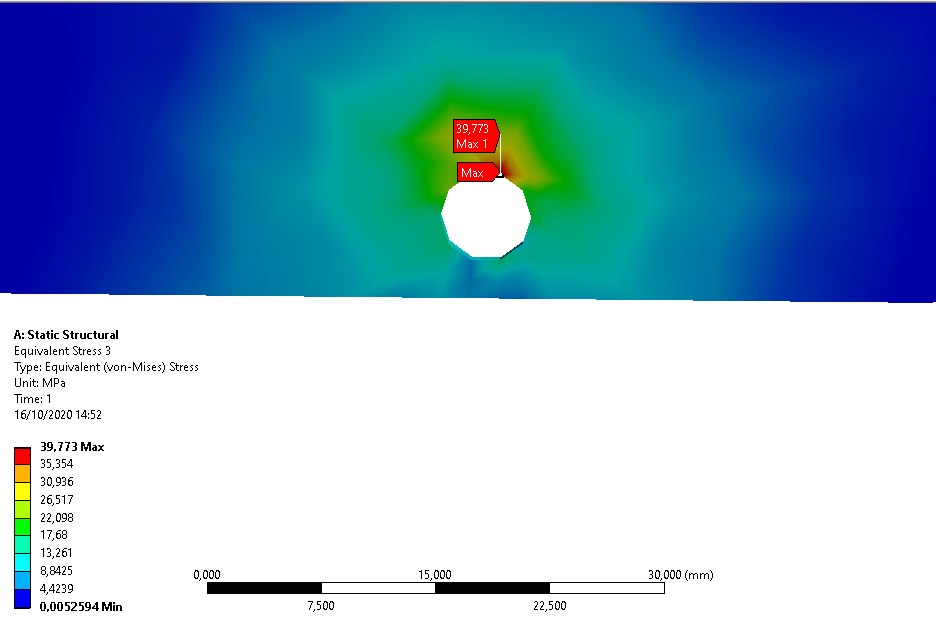 39,773
Max 1
Max
A: Static Structural
Equivalent Stress 3
Type: Equivalent (von-Mises) Stress
Unit: MPa
Time: 1
16/10/2020 14:52
39,773 Max
35,354
30,936
26,517
22,098
17,68
13,261
8,8425
4,4239
0,0052594 Min
0,000 15,000 30,000 (mm)
7,500 22,500